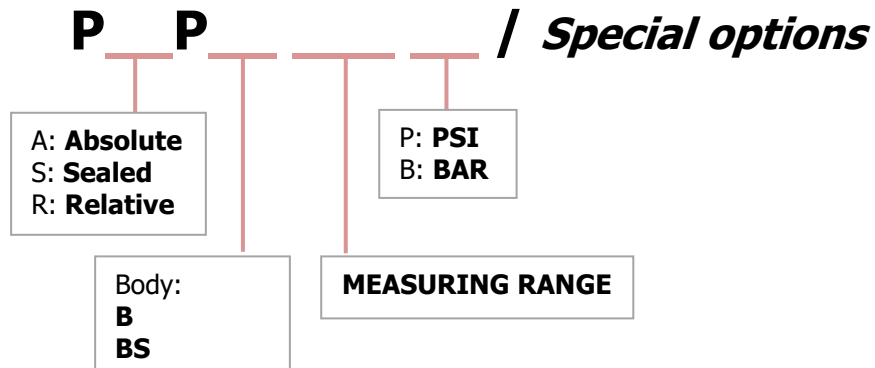 P P / Special options
A: Absolute
S: Sealed
R: Relative
P: PSI
B: BAR
Body:
B
BS
MEASURING RANGE